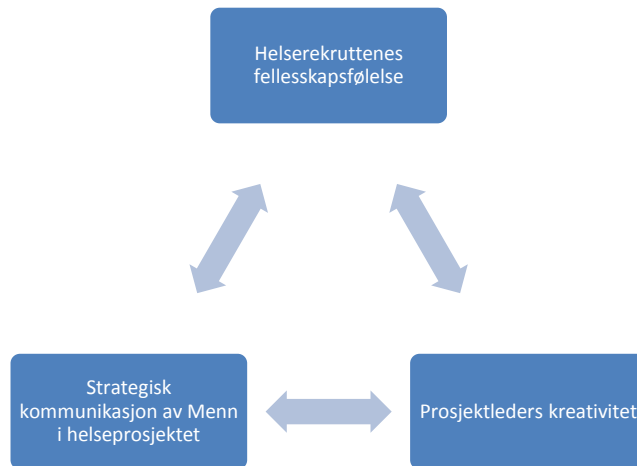 Helserekruttenes
fellesskapsfølelse
Strategisk
kommunikasjon av Menn
i helseprosjektet
Prosjektleders kreativitet